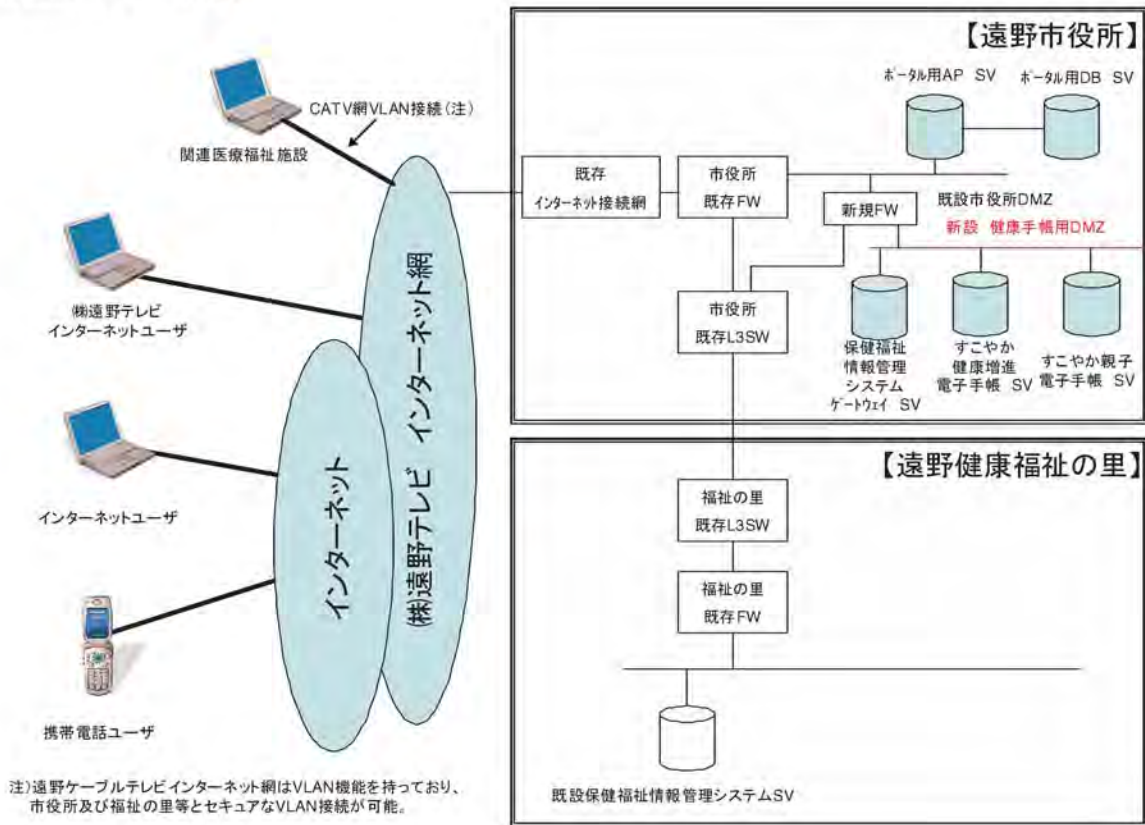 【遠野市役所】
ポータル用AP SV
ポータル用DB SV
CATV網VLAN接続(注)
関連医療福祉施設
既存
インターネット接続網
市役所
既存FW
新規FW
既設市役所DMZ
新設 健康手帳用DMZ
㈱遠野テレビ
インターネットユーザ
市役所
既存L3SW
保健福祉
情報管理
システム
ゲートウェイ SV
すこやか
健康増進
電子手帳 SV
すこやか親子
電子手帳 SV
㈱遠野テレビ インターネット網
インターネット
インターネットユーザ
携帯電話ユーザ
【遠野健康福祉の里】
福祉の里
既存L3SW
福祉の里
既存FW
既設保健福祉情報管理システムSV
注)遠野ケーブルテレビインターネット網はVLAN機能を持っており、
市役所及び福祉の里等とセキュアなVLAN接続が可能。